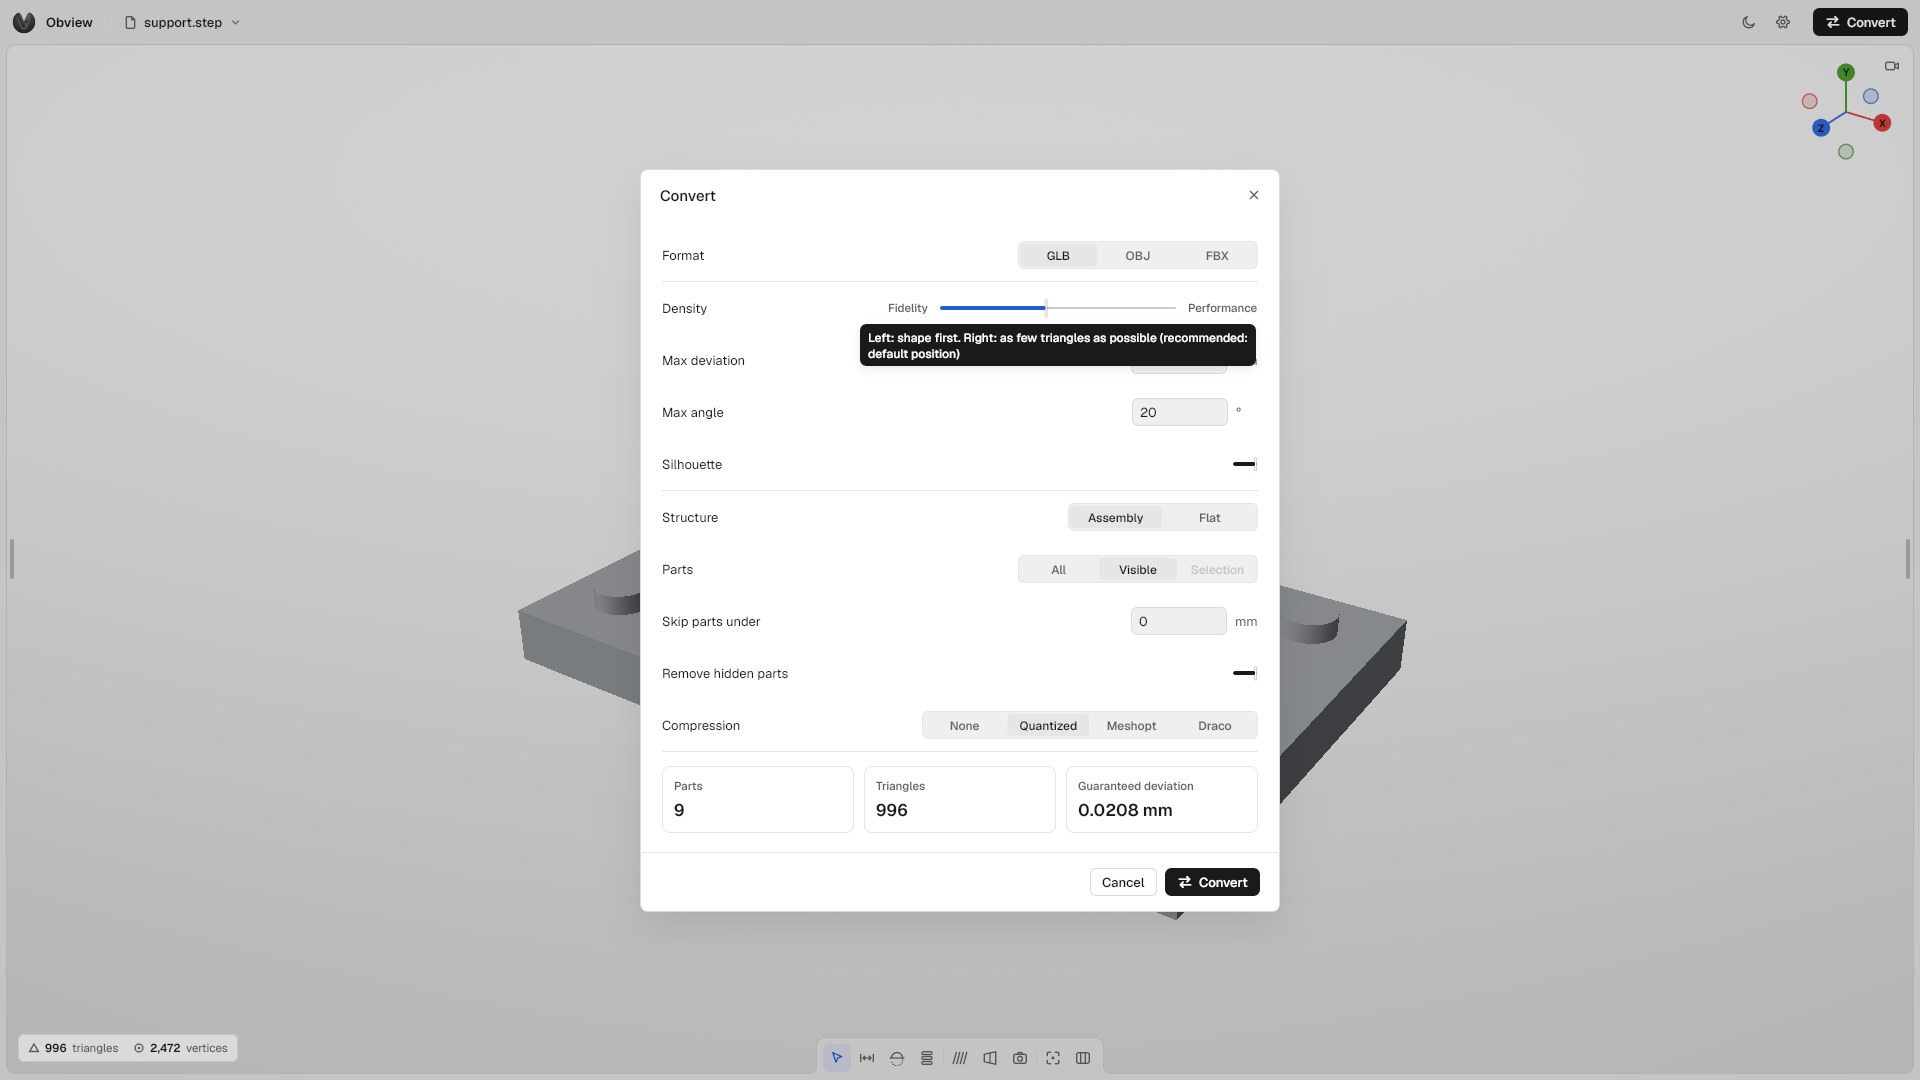 Obview
support.step
Convert
Y
X
Z
Convert
Format
GLB OBJ FBX
Density
Fidelity
Performance
Left: shape first. Right: as few triangles as possible (recommended:
default position)
Max deviation
Max angle
20 °
Silhouette
Structure
Assembly Flat
Parts
All Visible Selection
Skip parts under
0 mm
Remove hidden parts
Compression
None Quantized Meshopt Draco
Parts
9
Triangles
996
Guaranteed deviation
0.0208 mm
Cancel
Convert
996 triangles 2,472 vertices